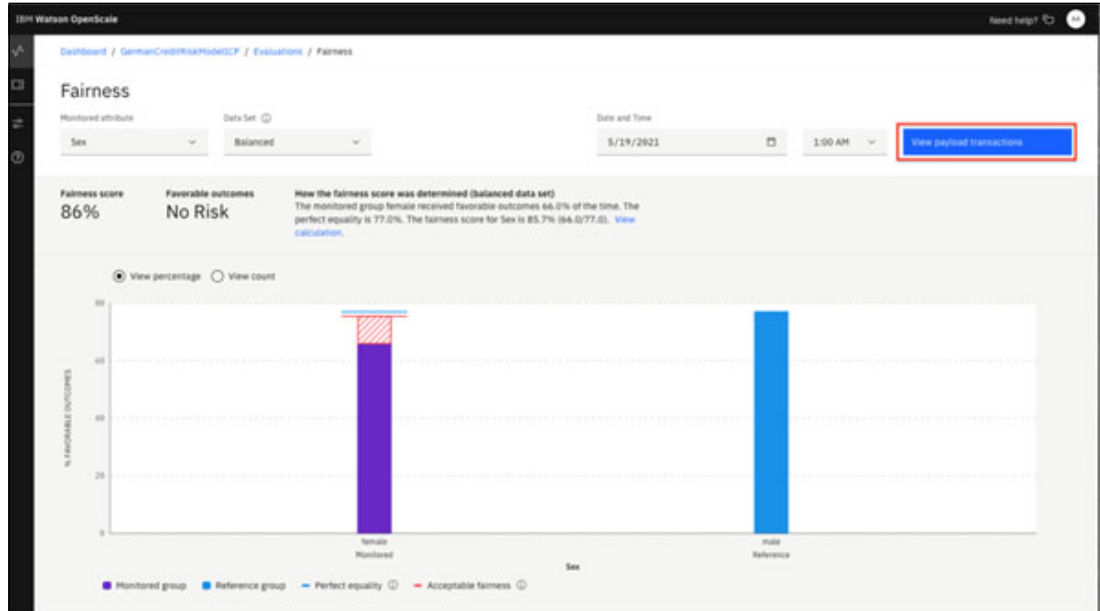 IBM Watson OpenScale
Need help?
Dashboard / GermanCreditRiskModelICP / Evaluations / Fairness
Fairness
Monitored attribute
Data Set
Date and Time
Sex
Balanced
5/19/2021
1:00 AM
View payload transactions
Fairness score
Favorable outcomes
How the fairness score was determined (balanced data set)
86%
No Risk
The monitored group female received favorable outcomes 66.0% of the time. The
perfect equality is 77.0%. The fairness score for Sex is 85.7% (66.0/77.0). View
calculation.
View percentage
View count
80
60
40
20
0
% FAVORABLE OUTCOMES
female
Monitored
male
Reference
Sex
Monitored group
Reference group
Perfect equality
Acceptable fairness